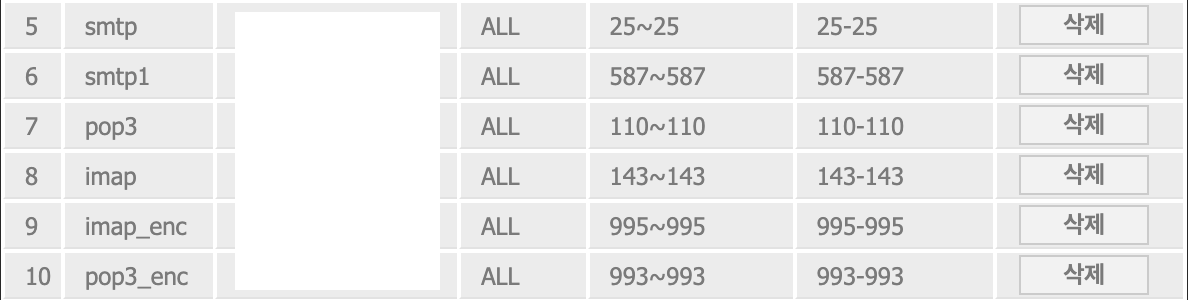 5 smtp ALL 25~25 25-25 삭제
6 smtp1 ALL 587~587 587-587 삭제
7 pop3 ALL 110~110 110-110 삭제
8 imap ALL 143~143 143-143 삭제
9 imap_enc ALL 995~995 995-995 삭제
10 pop3_enc ALL 993~993 993-993 삭제